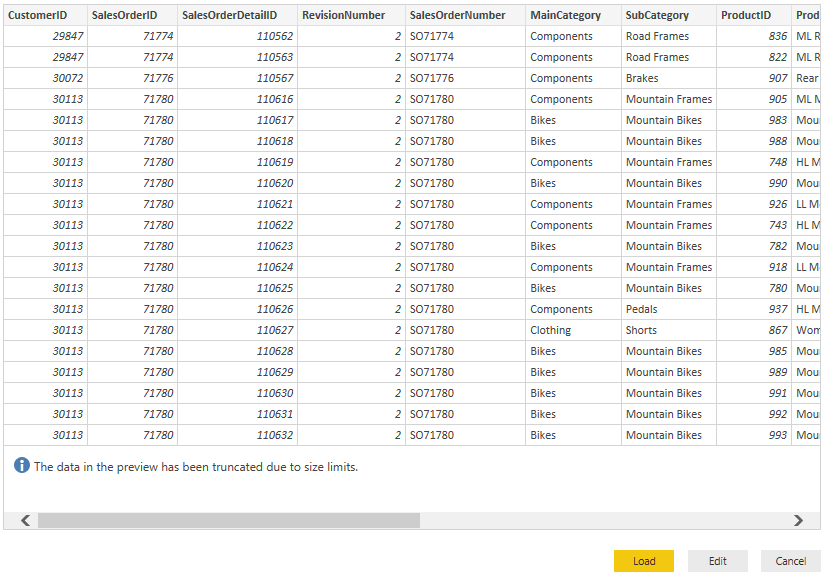 CustomerID SalesOrderID SalesOrderDetailID RevisionNumber SalesOrderNumber MainCategory SubCategory ProductID Prod
29847 71774 110562 2 SO71774 Components Road Frames 836 ML R
29847 71774 110563 2 SO71774 Components Road Frames 822 ML R
30072 71776 110567 2 SO71776 Components Brakes 907 Rear
30113 71780 110616 2 SO71780 Components Mountain Frames 905 ML M
30113 71780 110617 2 SO71780 Bikes Mountain Bikes 983 Mou
30113 71780 110618 2 SO71780 Bikes Mountain Bikes 988 Mou
30113 71780 110619 2 SO71780 Components Mountain Frames 748 HL M
30113 71780 110620 2 SO71780 Bikes Mountain Bikes 990 Mou
30113 71780 110621 2 SO71780 Components Mountain Frames 926 LL M
30113 71780 110622 2 SO71780 Components Mountain Frames 743 HL M
30113 71780 110623 2 SO71780 Bikes Mountain Bikes 782 Mou
30113 71780 110624 2 SO71780 Components Mountain Frames 918 LL M
30113 71780 110625 2 SO71780 Bikes Mountain Bikes 780 Mou
30113 71780 110626 2 SO71780 Components Pedals 937 HL M
30113 71780 110627 2 SO71780 Clothing Shorts 867 Wom
30113 71780 110628 2 SO71780 Bikes Mountain Bikes 985 Mou
30113 71780 110629 2 SO71780 Bikes Mountain Bikes 989 Mou
30113 71780 110630 2 SO71780 Bikes Mountain Bikes 991 Mou
30113 71780 110631 2 SO71780 Bikes Mountain Bikes 992 Mou
30113 71780 110632 2 SO71780 Bikes Mountain Bikes 993 Mou
The data in the preview has been truncated due to size limits.
Load Edit Cancel